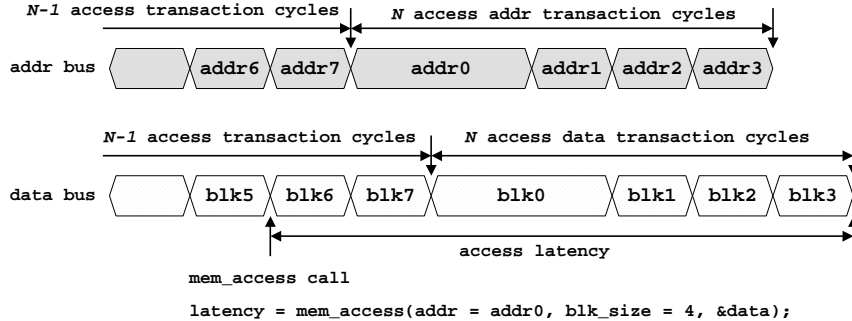 N-1 access transaction cycles N access addr transaction cycles
addr bus addr6 addr7 addr0 addr1 addr2 addr3
N-1 access transaction cycles N access data transaction cycles
data bus blk5 blk6 blk7 blk0 blk1 blk2 blk3
access latency
mem_access call
latency = mem_access(addr = addr0, blk_size = 4, &data);